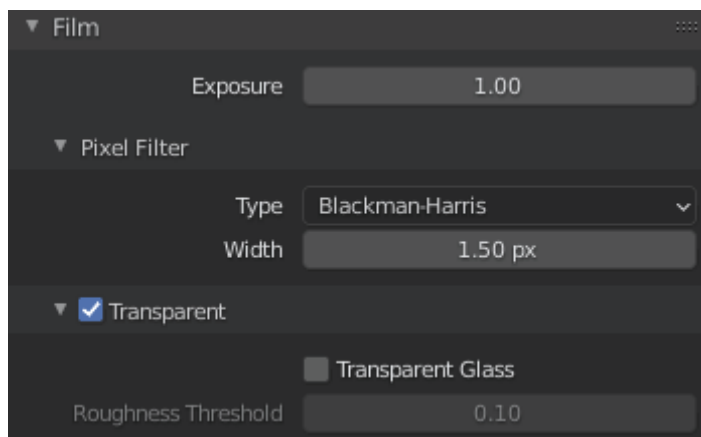 Film
Exposure 1.00
Pixel Filter
Type Blackman-Harris
Width 1.50 px
Transparent
Transparent Glass
Roughness Threshold 0.10